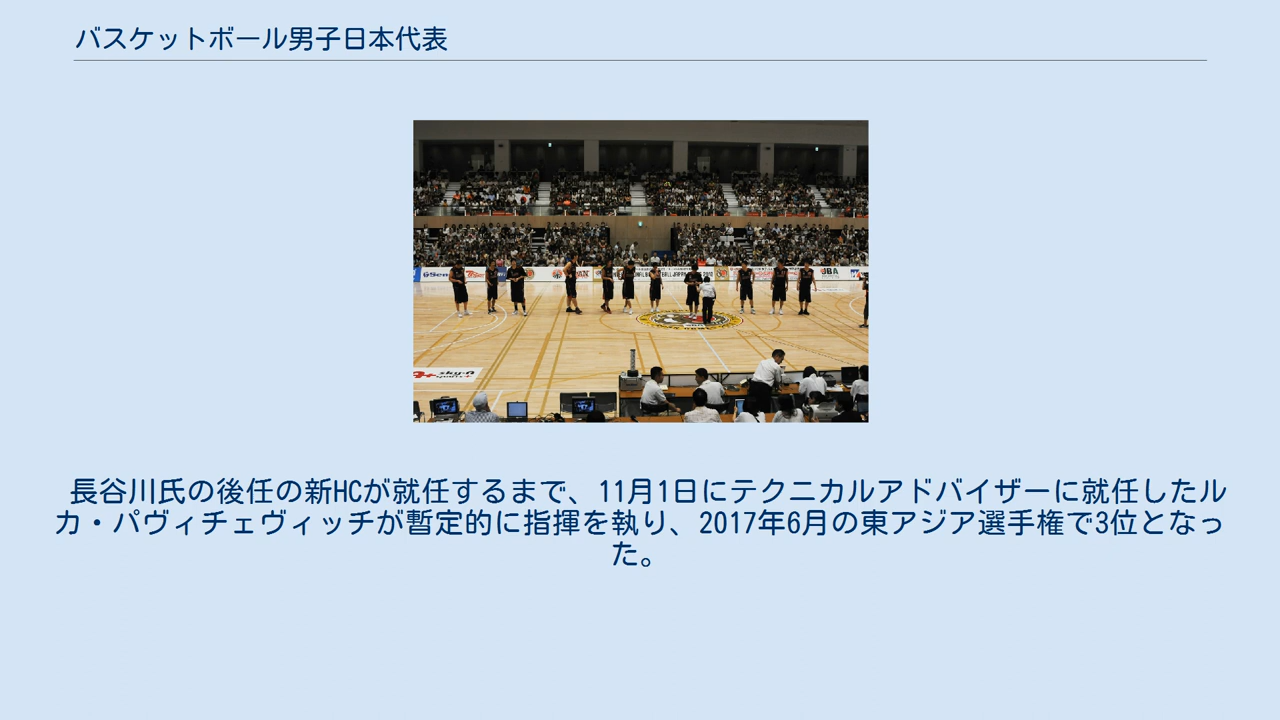 バスケットボール男子日本代表
JBA
sky-A
sports+
長谷川氏の後任の新HCが就任するまで、11月1日にテクニカルアドバイザーに就任したル
カ・パヴィチェヴィッチが暫定的に指揮を執り、2017年6月の東アジア選手権で3位となっ
た。